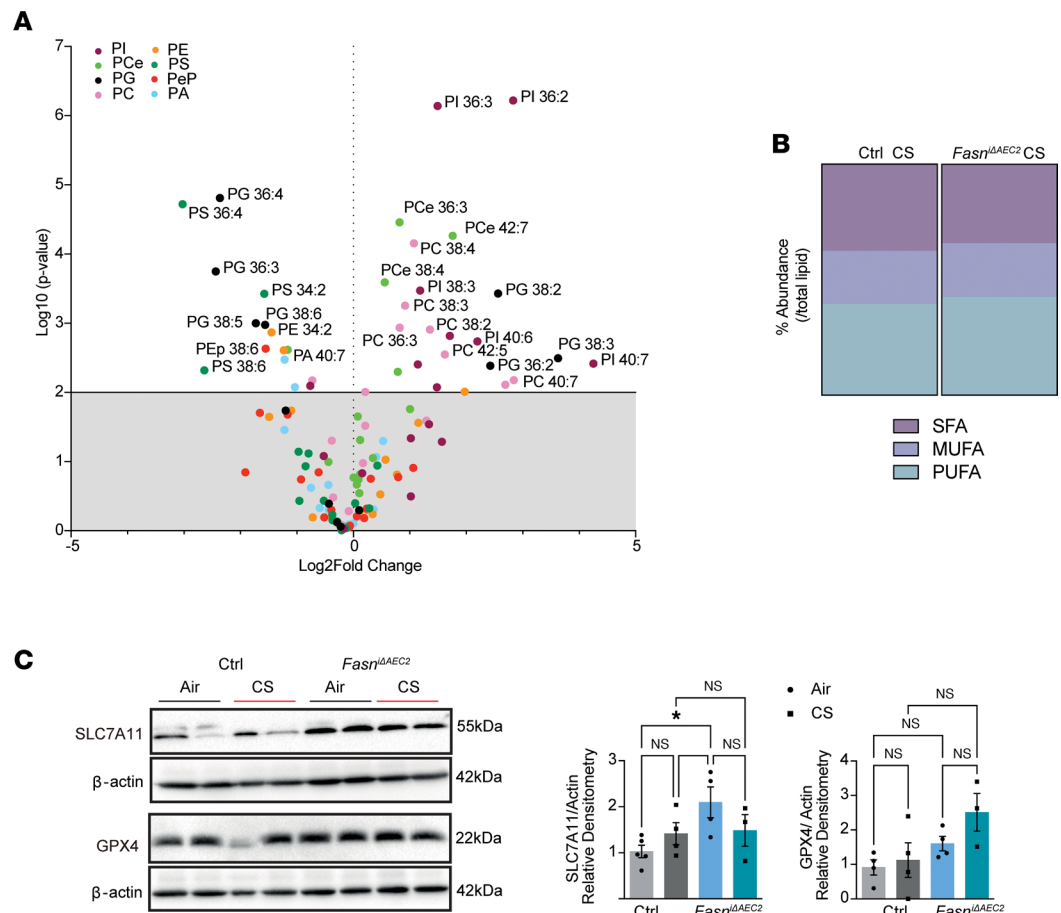 A
7
6
5
4
3
2
1
0
Log10 (p-value)
-5
0
5
Log2Fold Change
PI
PCe
PG
PC
PE
PS
PeP
PA
PI 36:3
PI 36:2
PG 36:4
PS 36:4
PCe 36:3
PCe 42:7
PC 38:4
PG 36:3
PCe 38:4
PS 34:2
PI 38:3
PG 38:2
PC 38:3
PG 38:5
PG 38:6
PE 34:2
PC 36:3
PC 38:2
PI 40:6
PEp 38:6
PA 40:7
PC 42:5
PG 38:3
PS 38:6
PG 36:2
PI 40:7
PC 40:7
B
Ctrl CS
Fasn^iΔAEC2 CS
% Abundance
(/total lipid)
SFA
MUFA
PUFA
C
Ctrl
Fasn^iΔAEC2
Air
CS
Air
CS
SLC7A11
55kDa
β-actin
42kDa
GPX4
22kDa
β-actin
42kDa
SLC7A11/Actin
Relative Densitometry
3
2
1
0
NS
*
NS
NS
NS
Ctrl
Fasn^iΔAEC2
Air
CS
GPX4/ Actin
Relative Densitometry
4
3
2
1
0
NS
NS
NS
NS
Ctrl
Fasn^iΔAEC2